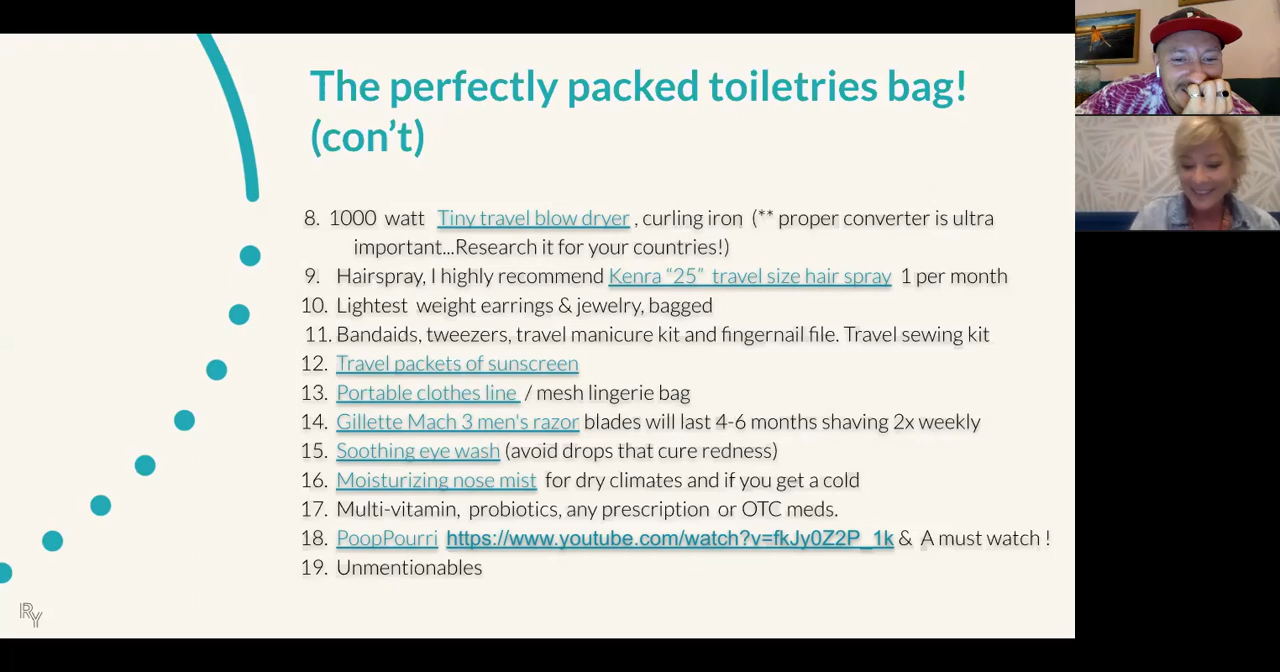 The perfectly packed toiletries bag!
(con't)
8. 1000 watt Tiny travel blow dryer , curling iron (** proper converter is ultra
important...Research it for your countries!)
9. Hairspray, I highly recommend Kenra “25” travel size hair spray 1 per month
10. Lightest weight earrings & jewelry, bagged
11. Bandaids, tweezers, travel manicure kit and fingernail file. Travel sewing kit
12. Travel packets of sunscreen
13. Portable clothes line / mesh lingerie bag
14. Gillette Mach 3 men's razor blades will last 4-6 months shaving 2x weekly
15. Soothing eye wash (avoid drops that cure redness)
16. Moisturizing nose mist for dry climates and if you get a cold
17. Multi-vitamin, probiotics, any prescription or OTC meds.
18. PoopPourri https://www.youtube.com/watch?v=fkJy0Z2P_1k & A must watch !
19. Unmentionables
RY